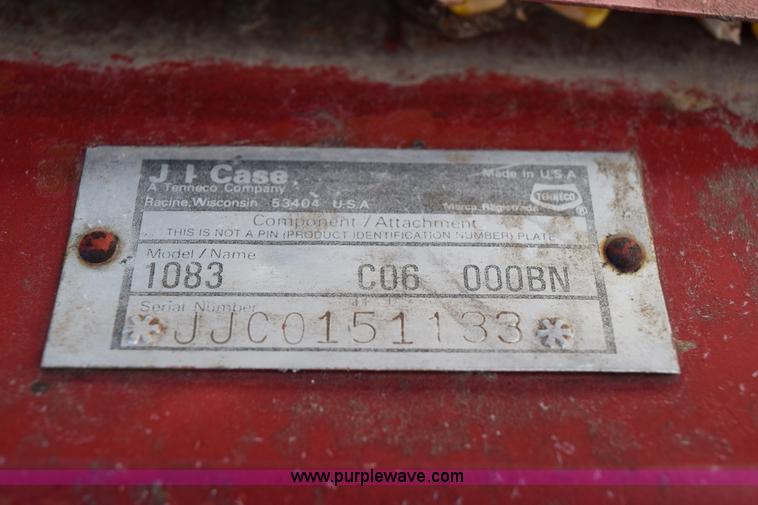 J I Case
Made in U.S.A
A Tenneco Company
Racine, Wisconsin 53404 U.S.A
TENNECO
Marca Registrada ®
Component / Attachment
THIS IS NOT A PIN (PRODUCT IDENTIFICATION NUMBER) PLATE
Model / Name
1083 C06 000BN
Serial Number
*JJC0151133*
www.purplewave.com